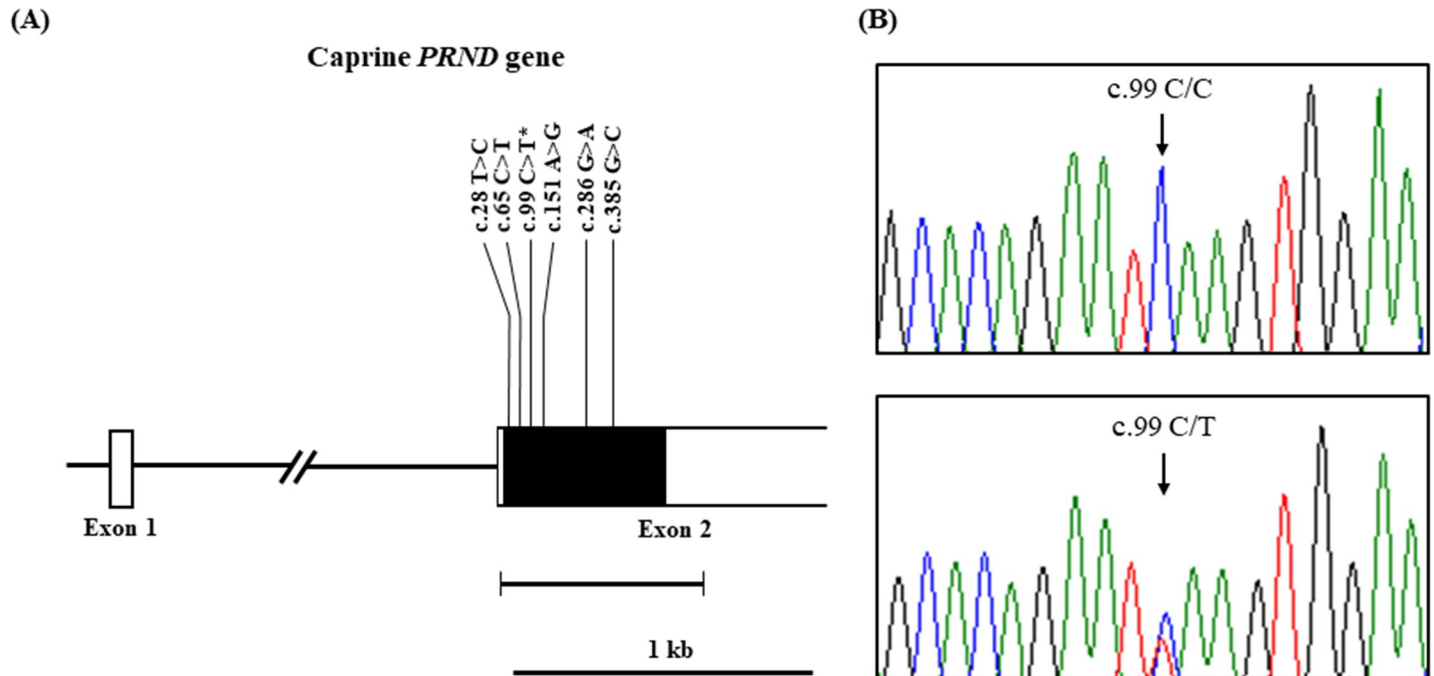 (A)
Caprine PRND gene
c.28 T>C
c.65 C>T
c.99 C>T*
c.151 A>G
c.286 G>A
c.385 G>C
Exon 1
Exon 2
1 kb
(B)
c.99 C/C
c.99 C/T